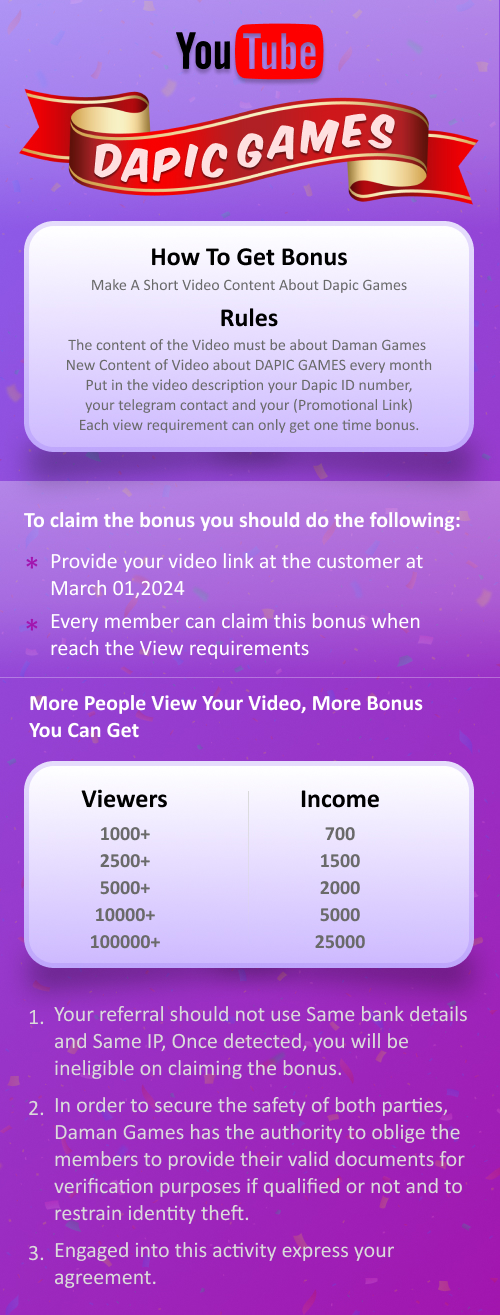 YouTube
DAPIC GAMES
How To Get Bonus
Make A Short Video Content About Dapic Games
Rules
The content of the Video must be about Daman Games
New Content of Video about DAPIC GAMES every month
Put in the video description your Dapic ID number,
your telegram contact and your (Promotional Link)
Each view requirement can only get one time bonus.
To claim the bonus you should do the following:
* Provide your video link at the customer at
March 01,2024
* Every member can claim this bonus when
reach the View requirements
More People View Your Video, More Bonus
You Can Get
Viewers Income
1000+ 700
2500+ 1500
5000+ 2000
10000+ 5000
100000+ 25000
1. Your referral should not use Same bank details
and Same IP, Once detected, you will be
ineligible on claiming the bonus.
2. In order to secure the safety of both parties,
Daman Games has the authority to oblige the
members to provide their valid documents for
verification purposes if qualified or not and to
restrain identity theft.
3. Engaged into this activity express your
agreement.